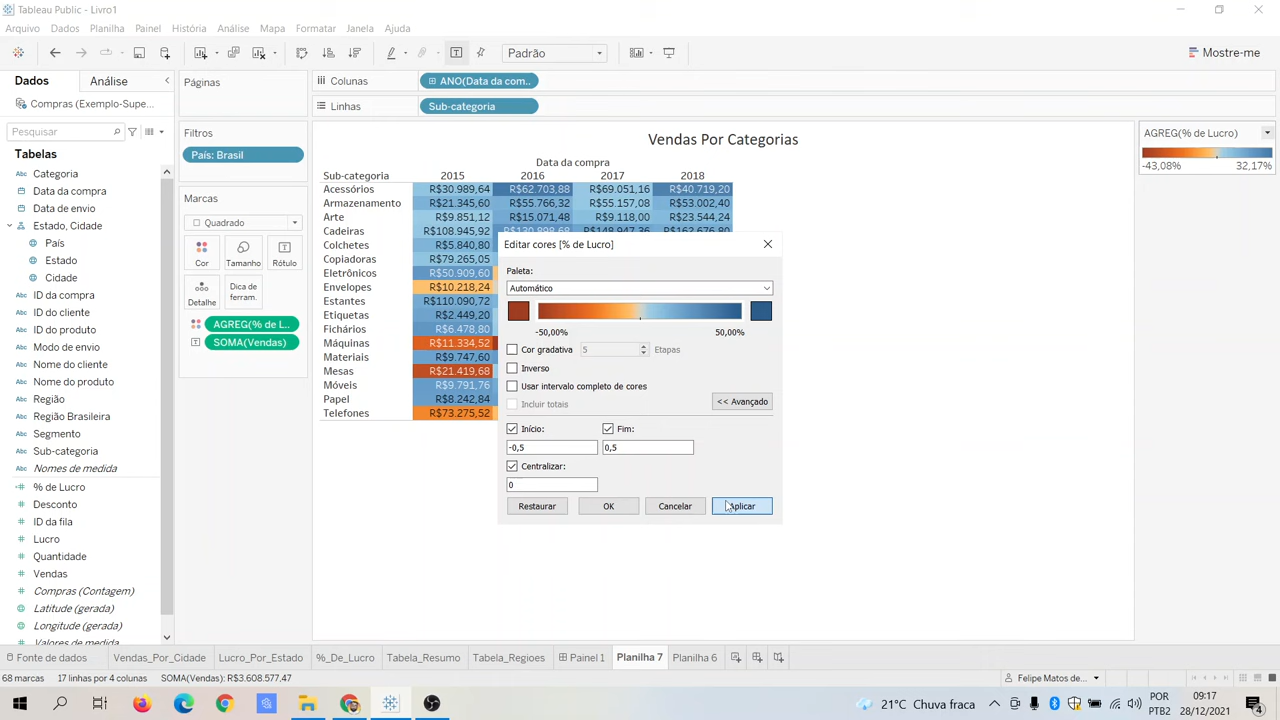 Tableau Public - Livro1
Arquivo Dados Planilha Painel História Análise Mapa Formatar Janela Ajuda
Padrão
Mostre-me
Dados Análise
Compras (Exemplo-Supe...
Pesquisar
Tabelas
Categoria
Data da compra
Data de envio
Estado, Cidade
País
Estado
Cidade
ID da compra
ID do cliente
ID do produto
Modo de envio
Nome do cliente
Nome do produto
Região
Região Brasileira
Segmento
Sub-categoria
Nomes de medida
% de Lucro
Desconto
ID da fila
Lucro
Quantidade
Vendas
Compras (Contagem)
Latitude (gerada)
Longitude (gerada)
Valores de medida
Páginas
Filtros
País: Brasil
Marcas
Quadrado
Cor Tamanho Rótulo
Detalhe Dica de ferram.
AGREG(% de L..
SOMA(Vendas)
Colunas ANO(Data da com..
Linhas Sub-categoria
Vendas Por Categorias
Data da compra
Sub-categoria 2015 2016 2017 2018
Acessórios R$30.989,64 R$62.703,88 R$69.051,16 R$40.719,20
Armazenamento R$21.345,60 R$55.766,32 R$55.157,08 R$53.002,40
Arte R$9.851,12 R$15.071,48 R$9.118,00 R$23.544,24
Cadeiras R$108.945,92 R$130.898,68 R$148.947,36 R$162.676,80
Colchetes R$5.840,80
Copiadoras R$79.265,05
Eletrônicos R$50.909,60
Envelopes R$10.218,24
Estantes R$110.090,72
Etiquetas R$2.449,20
Fichários R$6.478,80
Máquinas R$11.334,52
Materiais R$9.747,60
Mesas R$21.419,68
Móveis R$9.791,76
Papel R$8.242,84
Telefones R$73.275,52
Editar cores [% de Lucro]
Paleta:
Automático
-50,00% 50,00%
Cor gradativa 5 Etapas
Inverso
Usar intervalo completo de cores
Incluir totais
<< Avançado
Início: Fim:
-0,5 0,5
Centralizar:
0
Restaurar OK Cancelar Aplicar
AGREG(% de Lucro)
-43,08% 32,17%
Fonte de dados Vendas_Por_Cidade Lucro_Por_Estado %_De_Lucro Tabela_Resumo Tabela_Regioes Painel 1 Planilha 7 Planilha 6
68 marcas 17 linhas por 4 colunas SOMA(Vendas): R$3.608.577,47
Felipe Matos de...
21°C Chuva fraca
POR
PTB2
09:17
28/12/2021
4